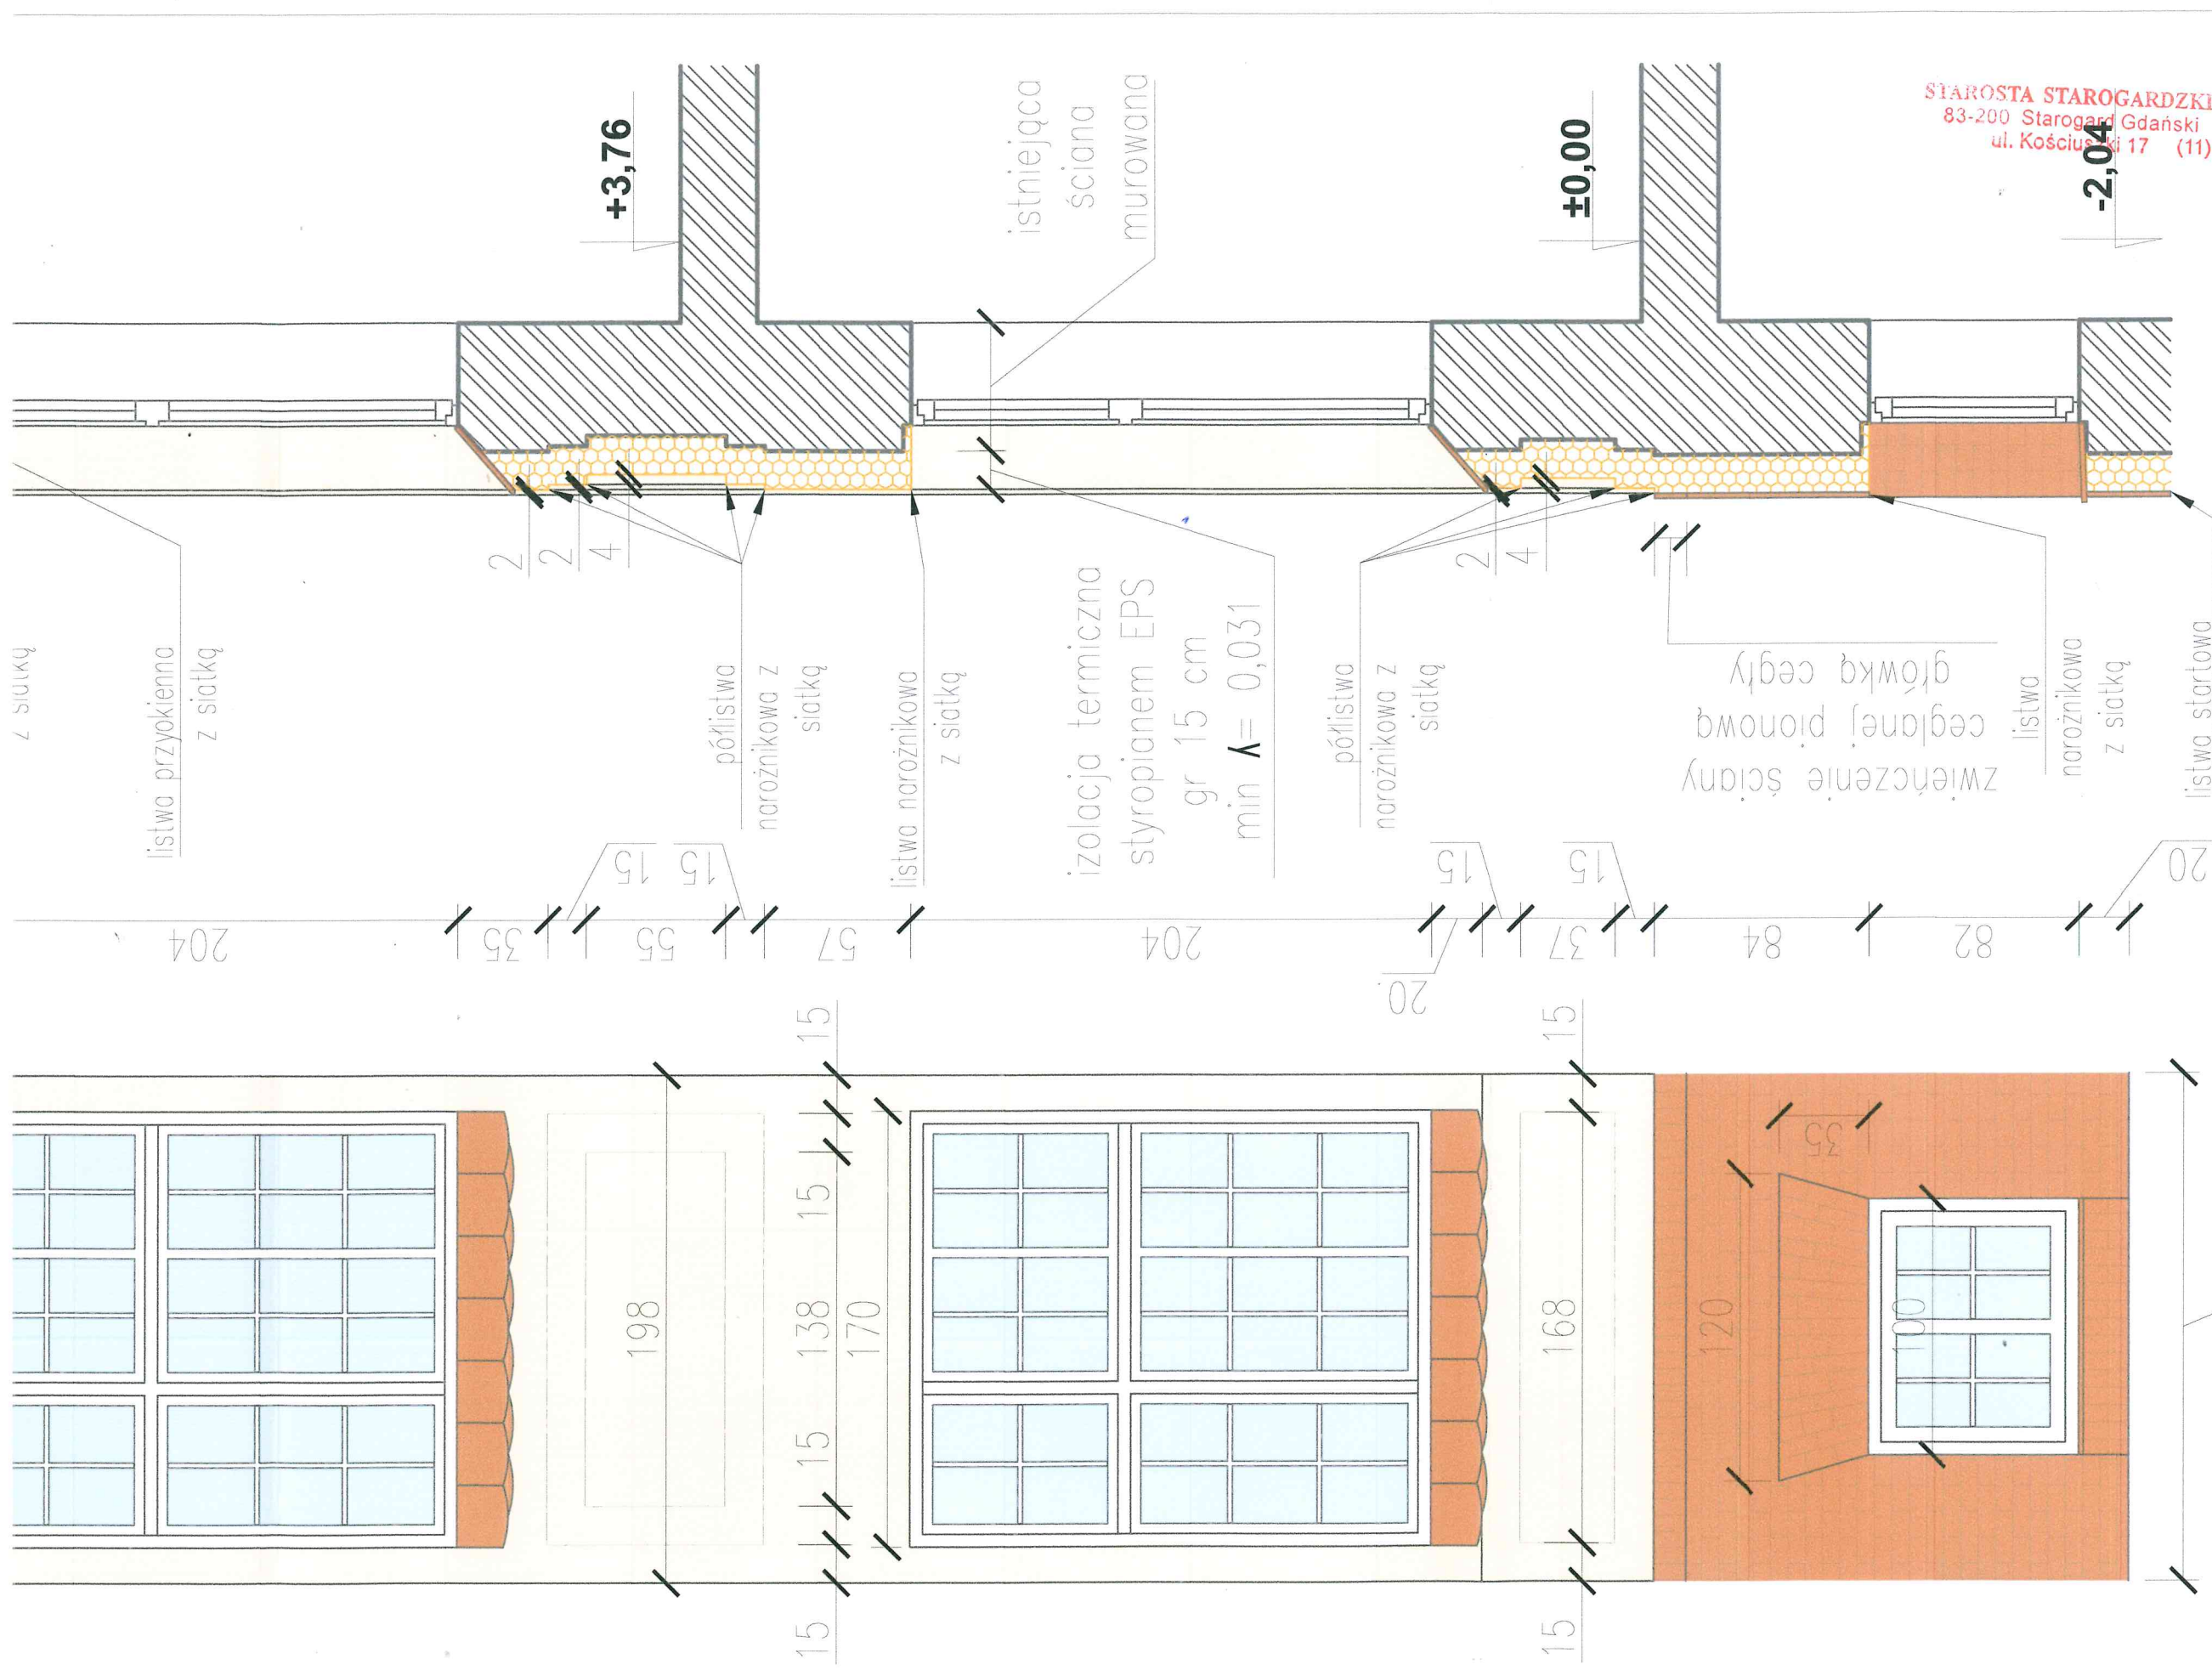 STAROSTA STAROGARDZKI
83-200 Starogard Gdański
ul. Kościuszki 17 (11)
+3,76
istniejąca
ściana
murowana
±0,00
-2,04
z siatką
listwa przyokienna
z siatką
2
2
4
półlistwa
narożnikowa z
siatką
listwa narożnikowa
z siatką
izolacja termiczna
styropianem EPS
gr 15 cm
min λ= 0,031
2
4
półlistwa
narożnikowa z
siatką
zwieńczenie ściany
ceglanej pionową
główką cegły
listwa
narożnikowa
z siatką
listwa startowa
204
35
15
55
15
57
204
20
15
37
15
84
82
20
198
15
15
138
15
15
170
15
168
15
120
35
100